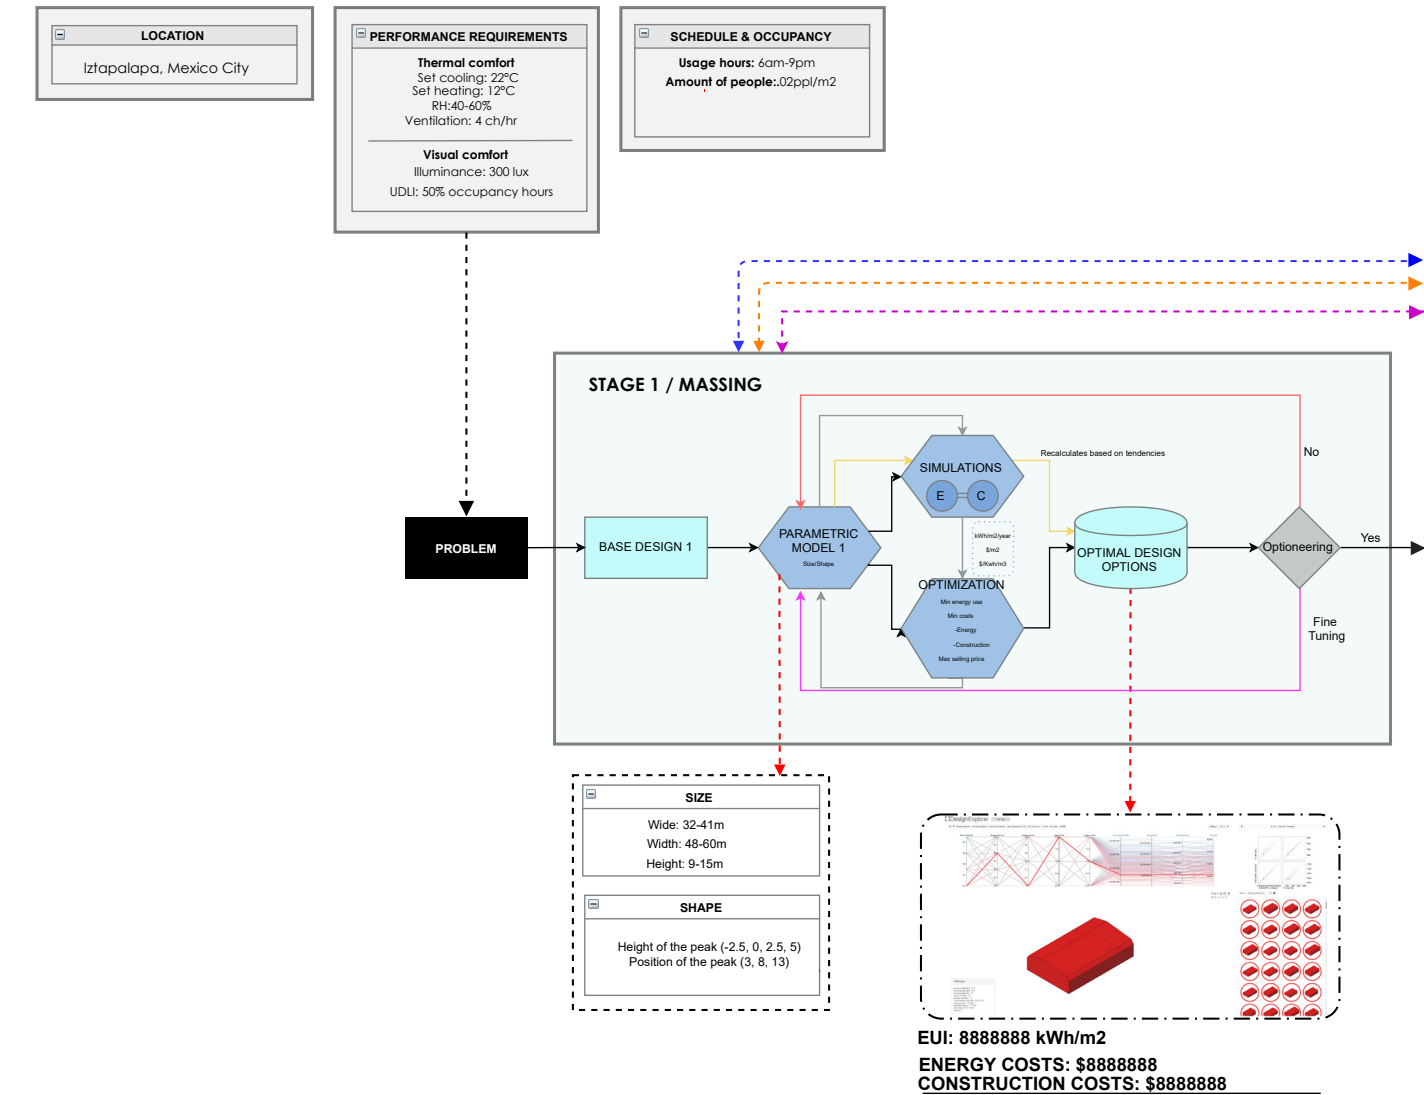 LOCATION
Iztapalapa, Mexico City
PERFORMANCE REQUIREMENTS
Thermal comfort
Set cooling: 22ºC
Set heating: 12ºC
RH:40-60%
Ventilation: 4 ch/hr
Visual comfort
Illuminance: 300 lux
UDLI: 50% occupancy hours
SCHEDULE & OCCUPANCY
Usage hours: 6am-9pm
Amount of people:.02ppl/m2
STAGE 1 / MASSING
PROBLEM
BASE DESIGN 1
PARAMETRIC
MODEL 1
Size/Shape
SIMULATIONS
E C
kWh/m2/year
$/m2
$/Kwh/m3
OPTIMIZATION
Min energy use
Min costs
-Energy
-Construction
Max selling price
Recalculates based on tendencies
OPTIMAL DESIGN
OPTIONS
Optioneering
No
Yes
Fine
Tuning
SIZE
Wide: 32-41m
Width: 48-60m
Height: 9-15m
SHAPE
Height of the peak (-2.5, 0, 2.5, 5)
Position of the peak (3, 8, 13)
DesignExplorer
EUI: 8888888 kWh/m2
ENERGY COSTS: $8888888
CONSTRUCTION COSTS: $8888888